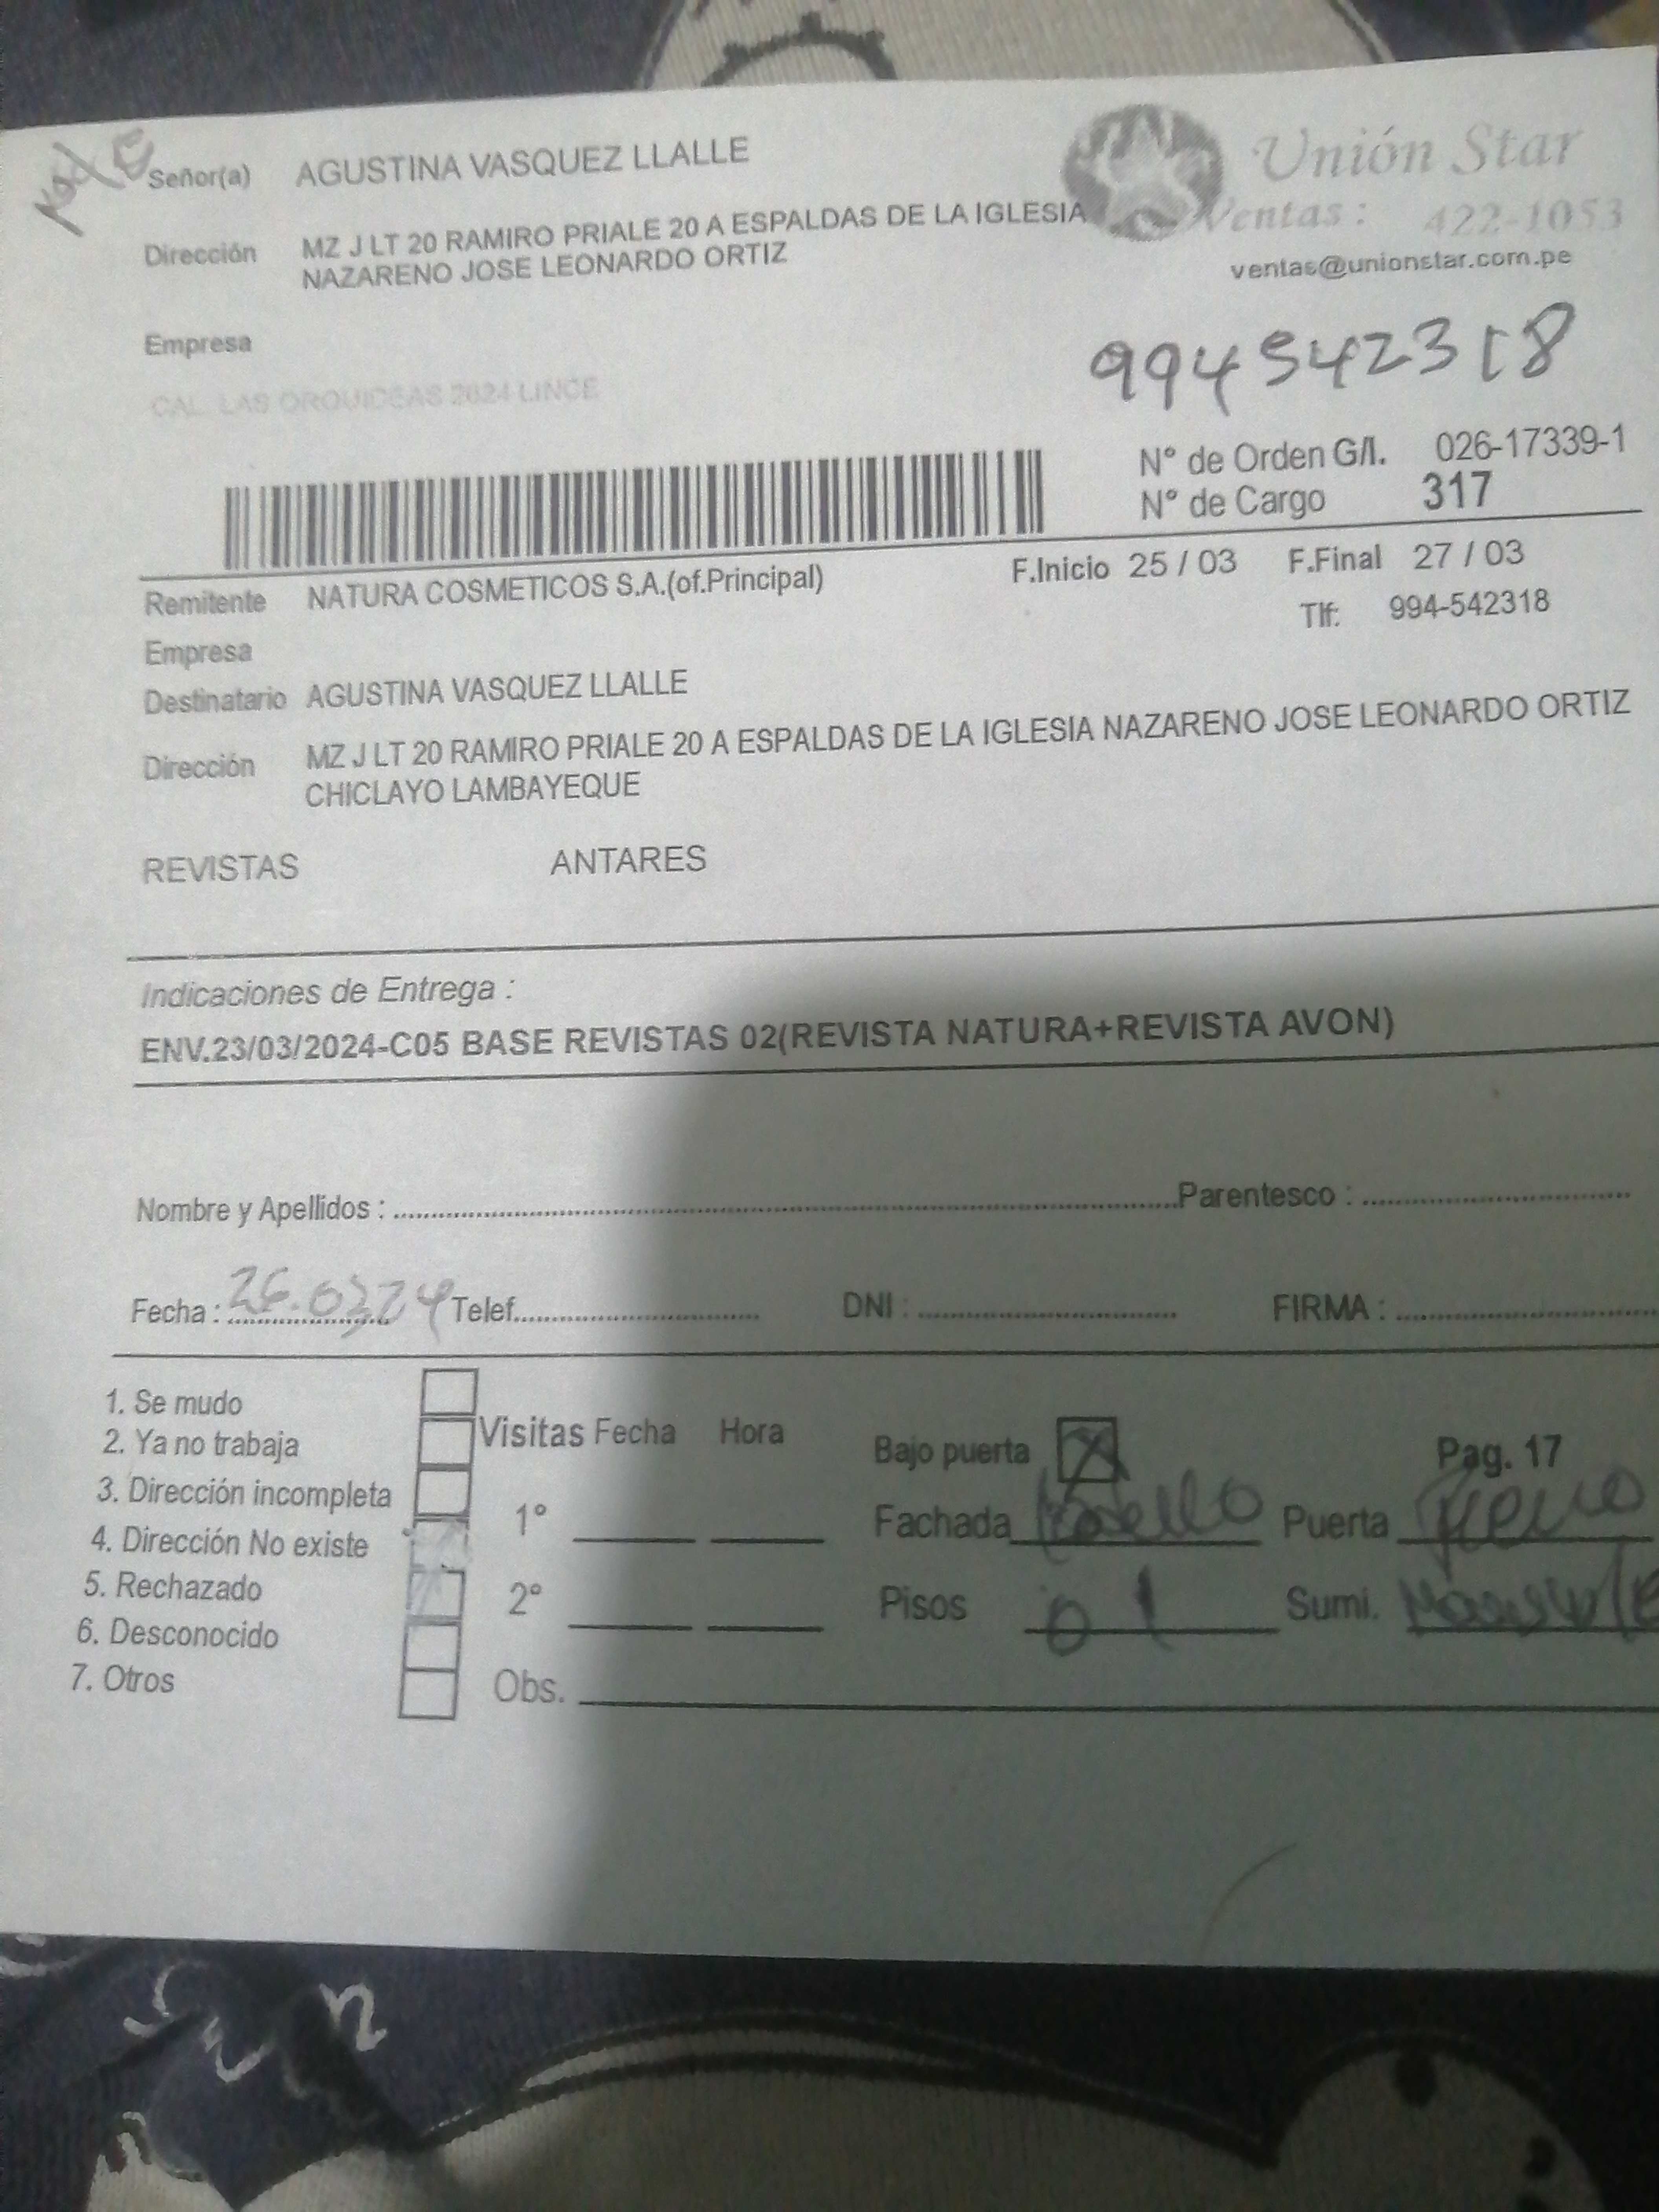 Señor(a) AGUSTINA VASQUEZ LLALLE
Unión Star
Ventas : 422-1053
ventas@unionstar.com.pe
Dirección MZ J LT 20 RAMIRO PRIALE 20 A ESPALDAS DE LA IGLESIA
NAZARENO JOSE LEONARDO ORTIZ
Empresa
994542318
CAL. LAS ORQUIDEAS 2624 LINCE
N° de Orden G/I. 026-17339-1
N° de Cargo 317
Remitente NATURA COSMETICOS S.A.(of.Principal) F.Inicio 25 / 03 F.Final 27 / 03
Tlf: 994-542318
Empresa
Destinatario AGUSTINA VASQUEZ LLALLE
Dirección MZ J LT 20 RAMIRO PRIALE 20 A ESPALDAS DE LA IGLESIA NAZARENO JOSE LEONARDO ORTIZ
CHICLAYO LAMBAYEQUE
REVISTAS ANTARES
Indicaciones de Entrega :
ENV.23/03/2024-C05 BASE REVISTAS 02(REVISTA NATURA+REVISTA AVON)
Nombre y Apellidos : Parentesco :
Fecha : 26.0324 Telef. DNI : FIRMA :
1. Se mudo
2. Ya no trabaja
3. Dirección incompleta
4. Dirección No existe
5. Rechazado
6. Desconocido
7. Otros
Visitas Fecha Hora
1°
2°
Obs.
Bajo puerta X Pag. 17
Fachada Puerta
Pisos 01 Sumi.